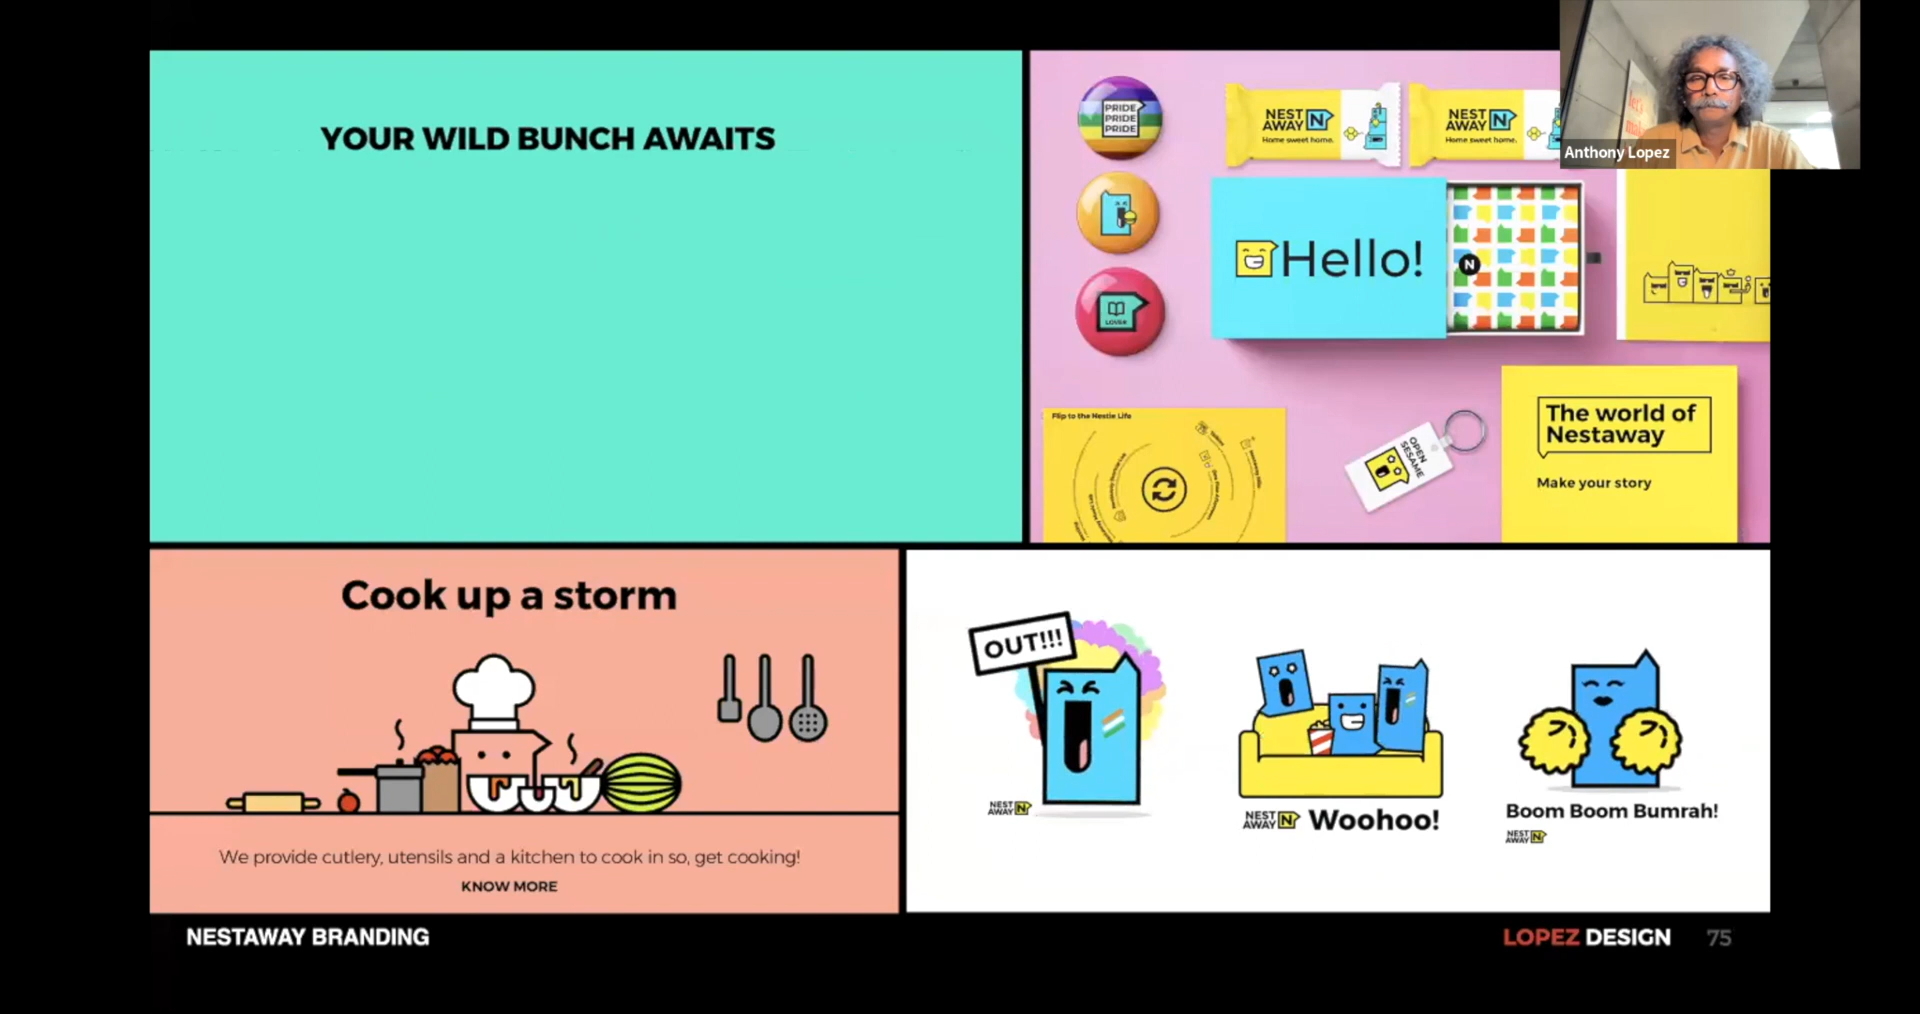 YOUR WILD BUNCH AWAITS
PRIDE
PRIDE
PRIDE
LOVER
NEST
AWAY N
Home sweet home.
NEST
AWAY N
Home sweet home.
Hello!
N
Anthony Lopez
Flip to the Nestie Life
OPEN
SESAME
The world of
Nestaway
Make your story
Cook up a storm
We provide cutlery, utensils and a kitchen to cook in so, get cooking!
KNOW MORE
OUT!!!
NEST
AWAY N
NEST
AWAY N
Woohoo!
Boom Boom Bumrah!
NEST
AWAY N
NESTAWAY BRANDING
LOPEZ DESIGN
75